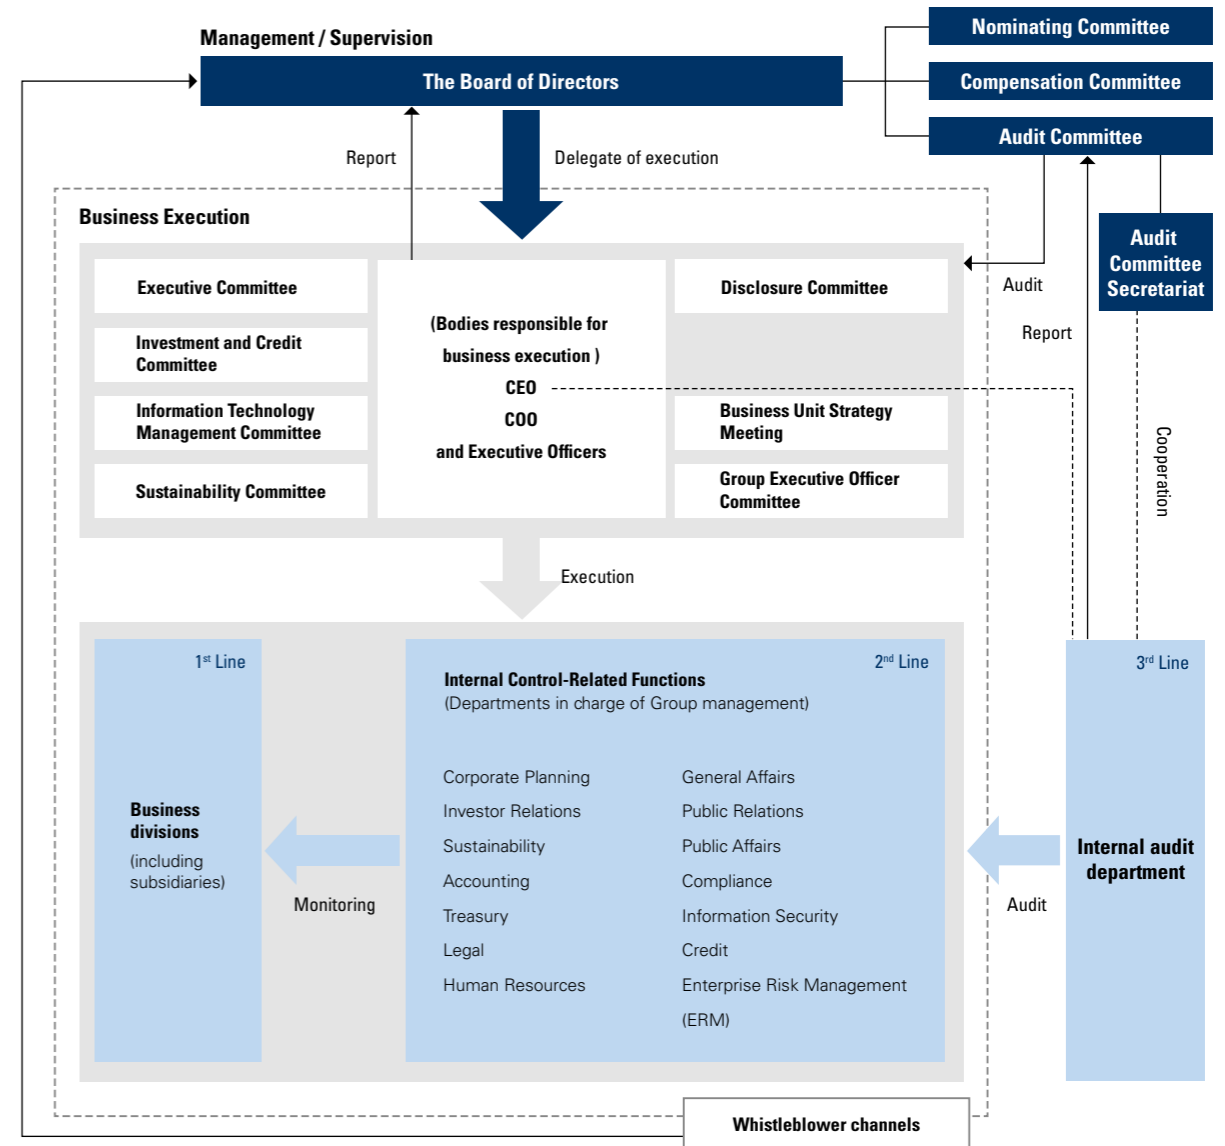 Management / Supervision
The Board of Directors
Nominating Committee
Compensation Committee
Audit Committee
Report
Delegate of execution
Audit
Committee
Secretariat
Audit
Report
Cooperation
Business Execution
Executive Committee
Investment and Credit
Committee
Information Technology
Management Committee
Sustainability Committee
(Bodies responsible for
business execution )
CEO
COO
and Executive Officers
Disclosure Committee
Business Unit Strategy
Meeting
Group Executive Officer
Committee
Execution
1st Line
Business
divisions
(including
subsidiaries)
Monitoring
2nd Line
Internal Control-Related Functions
(Departments in charge of Group management)
Corporate Planning
Investor Relations
Sustainability
Accounting
Treasury
Legal
Human Resources
General Affairs
Public Relations
Public Affairs
Compliance
Information Security
Credit
Enterprise Risk Management
(ERM)
Audit
3rd Line
Internal audit
department
Whistleblower channels